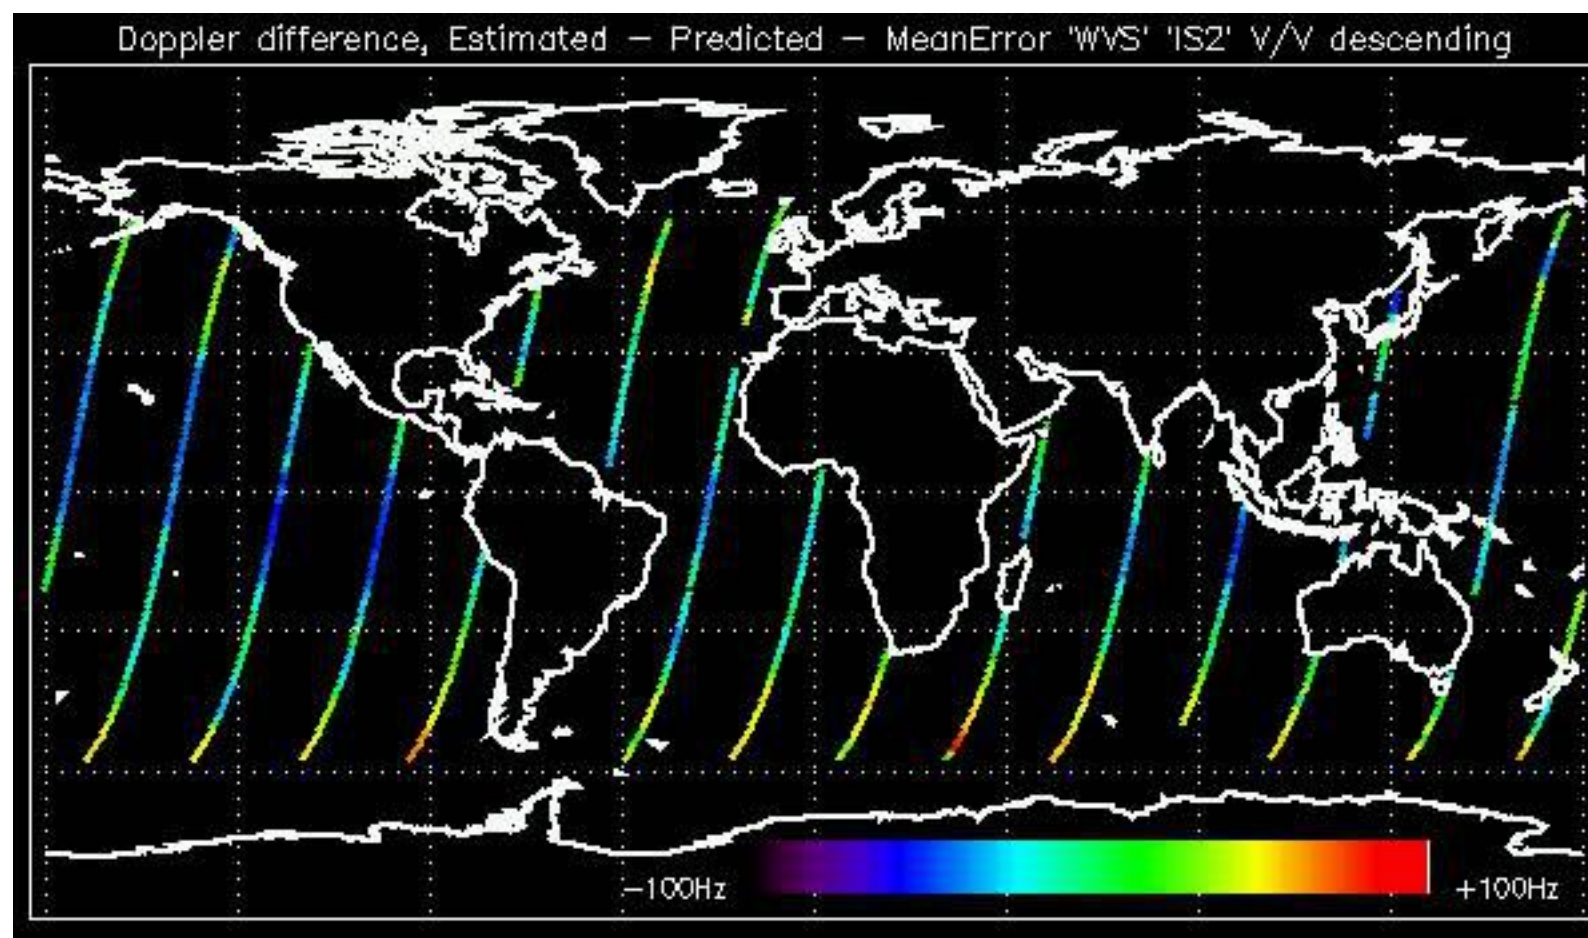 Doppler difference, Estimated – Predicted – MeanError 'WVS' 'IS2' V/V descending
−100Hz
+100Hz